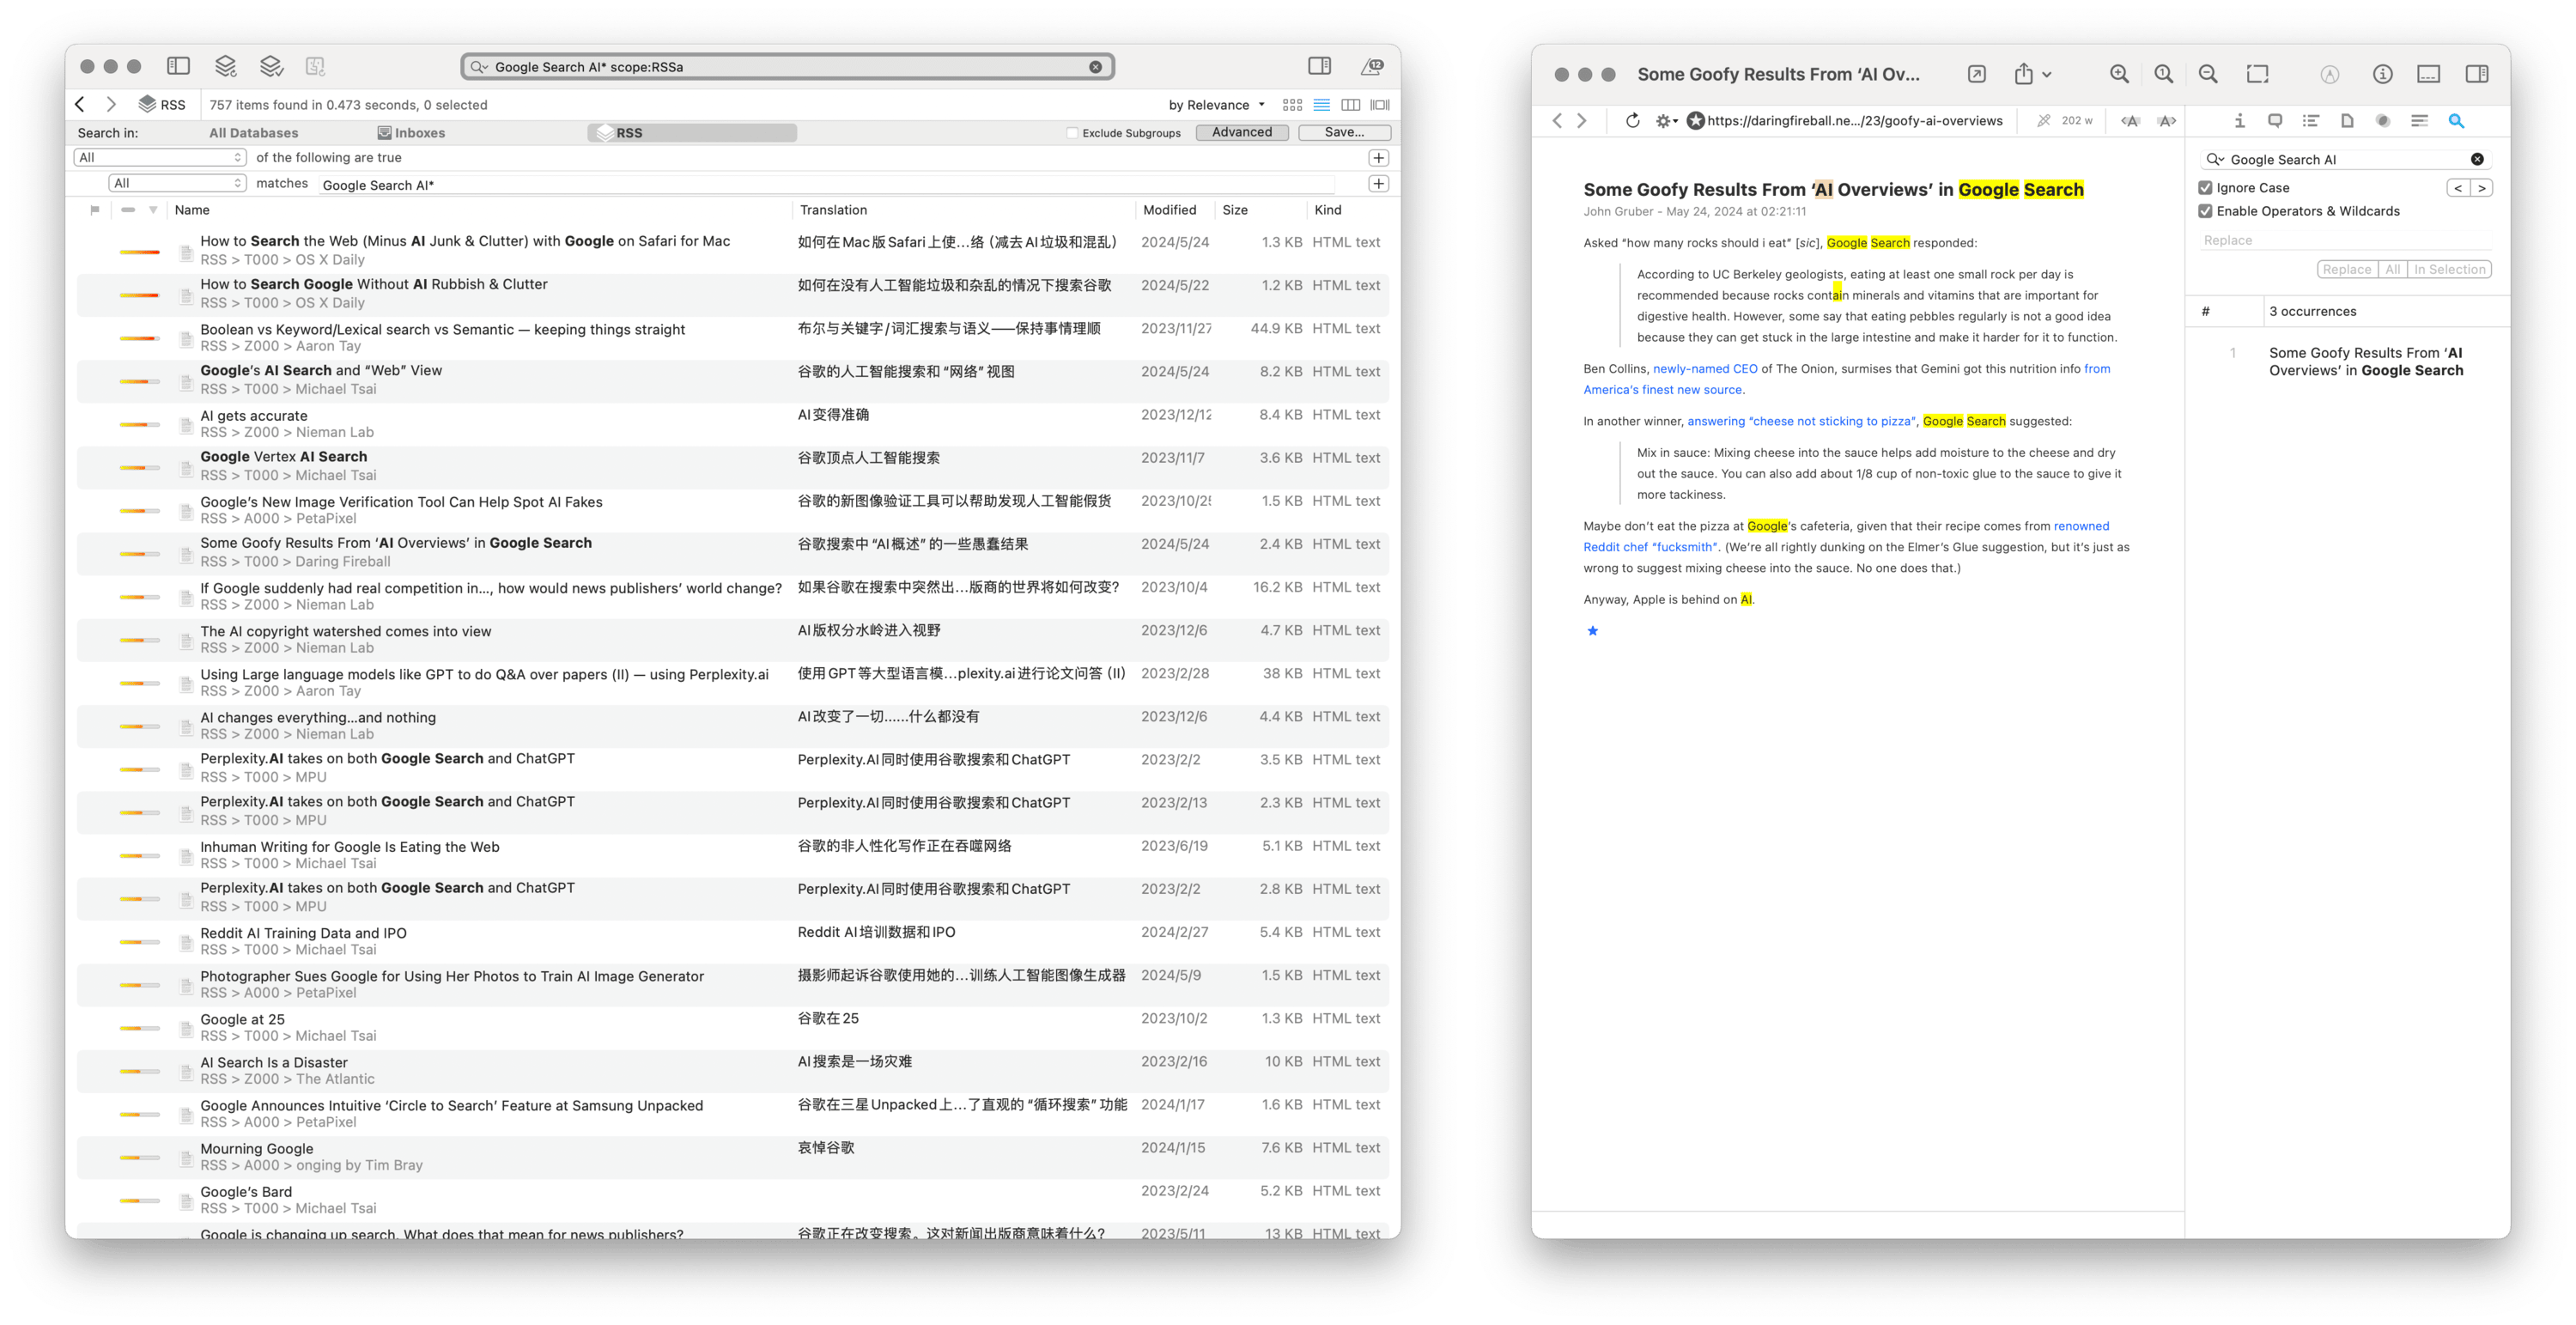 Google Search AI* scope:RSSa
12
RSS
757 items found in 0.473 seconds, 0 selected
by Relevance
Search in:
All Databases
Inboxes
RSS
Exclude Subgroups
Advanced
Save...
All
of the following are true
All
matches
Google Search AI*
Name
Translation
Modified
Size
Kind
How to Search the Web (Minus AI Junk & Clutter) with Google on Safari for Mac
RSS > T000 > OS X Daily
如何在Mac版Safari上使…络 (减去AI垃圾和混乱)
2024/5/24
1.3 KB
HTML text
How to Search Google Without AI Rubbish & Clutter
RSS > T000 > OS X Daily
如何在没有人工智能垃圾和杂乱的情况下搜索谷歌
2024/5/22
1.2 KB
HTML text
Boolean vs Keyword/Lexical search vs Semantic — keeping things straight
RSS > Z000 > Aaron Tay
布尔与关键字/词汇搜索与语义——保持事情理顺
2023/11/27
44.9 KB
HTML text
Google’s AI Search and “Web” View
RSS > T000 > Michael Tsai
谷歌的人工智能搜索和“网络”视图
2024/5/24
8.2 KB
HTML text
AI gets accurate
RSS > Z000 > Nieman Lab
AI变得准确
2023/12/12
8.4 KB
HTML text
Google Vertex AI Search
RSS > T000 > Michael Tsai
谷歌顶点人工智能搜索
2023/11/7
3.6 KB
HTML text
Google’s New Image Verification Tool Can Help Spot AI Fakes
RSS > A000 > PetaPixel
谷歌的新图像验证工具可以帮助发现人工智能假货
2023/10/25
1.5 KB
HTML text
Some Goofy Results From ‘AI Overviews’ in Google Search
RSS > T000 > Daring Fireball
谷歌搜索中“AI概述”的一些愚蠢结果
2024/5/24
2.4 KB
HTML text
If Google suddenly had real competition in…, how would news publishers’ world change?
RSS > Z000 > Nieman Lab
如果谷歌在搜索中突然出…版商的世界将如何改变?
2023/10/4
16.2 KB
HTML text
The AI copyright watershed comes into view
RSS > Z000 > Nieman Lab
AI版权分水岭进入视野
2023/12/6
4.7 KB
HTML text
Using Large language models like GPT to do Q&A over papers (II) — using Perplexity.ai
RSS > Z000 > Aaron Tay
使用GPT等大型语言模…plexity.ai进行论文问答 (II)
2023/2/28
38 KB
HTML text
AI changes everything…and nothing
RSS > Z000 > Nieman Lab
AI改变了一切……什么都没有
2023/12/6
4.4 KB
HTML text
Perplexity.AI takes on both Google Search and ChatGPT
RSS > T000 > MPU
Perplexity.AI同时使用谷歌搜索和ChatGPT
2023/2/2
3.5 KB
HTML text
Perplexity.AI takes on both Google Search and ChatGPT
RSS > T000 > MPU
Perplexity.AI同时使用谷歌搜索和ChatGPT
2023/2/13
2.3 KB
HTML text
Inhuman Writing for Google Is Eating the Web
RSS > T000 > Michael Tsai
谷歌的非人性化写作正在吞噬网络
2023/6/19
5.1 KB
HTML text
Perplexity.AI takes on both Google Search and ChatGPT
RSS > T000 > MPU
Perplexity.AI同时使用谷歌搜索和ChatGPT
2023/2/2
2.8 KB
HTML text
Reddit AI Training Data and IPO
RSS > T000 > Michael Tsai
Reddit AI培训数据和IPO
2024/2/27
5.4 KB
HTML text
Photographer Sues Google for Using Her Photos to Train AI Image Generator
RSS > A000 > PetaPixel
摄影师起诉谷歌使用她的…训练人工智能图像生成器
2024/5/9
1.5 KB
HTML text
Google at 25
RSS > T000 > Michael Tsai
谷歌在25
2023/10/2
1.3 KB
HTML text
AI Search Is a Disaster
RSS > Z000 > The Atlantic
AI搜索是一场灾难
2023/2/16
10 KB
HTML text
Google Announces Intuitive ‘Circle to Search’ Feature at Samsung Unpacked
RSS > A000 > PetaPixel
谷歌在三星Unpacked上…了直观的“循环搜索”功能
2024/1/17
1.6 KB
HTML text
Mourning Google
RSS > A000 > onging by Tim Bray
哀悼谷歌
2024/1/15
7.6 KB
HTML text
Google’s Bard
RSS > T000 > Michael Tsai
2023/2/24
5.2 KB
HTML text
Google is changing up search. What does that mean for news publishers?
谷歌正在改变搜索。这对新闻出版商意味着什么?
2023/5/11
13 KB
HTML text
Some Goofy Results From ‘AI Ov...
https://daringfireball.ne.../23/goofy-ai-overviews
202 w
Some Goofy Results From ‘AI Overviews’ in Google Search
John Gruber - May 24, 2024 at 02:21:11
Asked “how many rocks should i eat” [sic], Google Search responded:
According to UC Berkeley geologists, eating at least one small rock per day is
recommended because rocks contain minerals and vitamins that are important for
digestive health. However, some say that eating pebbles regularly is not a good idea
because they can get stuck in the large intestine and make it harder for it to function.
Ben Collins, newly-named CEO of The Onion, surmises that Gemini got this nutrition info from
America’s finest new source.
In another winner, answering “cheese not sticking to pizza”, Google Search suggested:
Mix in sauce: Mixing cheese into the sauce helps add moisture to the cheese and dry
out the sauce. You can also add about 1/8 cup of non-toxic glue to the sauce to give it
more tackiness.
Maybe don’t eat the pizza at Google’s cafeteria, given that their recipe comes from renowned
Reddit chef “fucksmith”. (We’re all rightly dunking on the Elmer’s Glue suggestion, but it’s just as
wrong to suggest mixing cheese into the sauce. No one does that.)
Anyway, Apple is behind on AI.
Google Search AI
Ignore Case
Enable Operators & Wildcards
Replace
Replace
All
In Selection
#
3 occurrences
1
Some Goofy Results From ‘AI
Overviews’ in Google Search